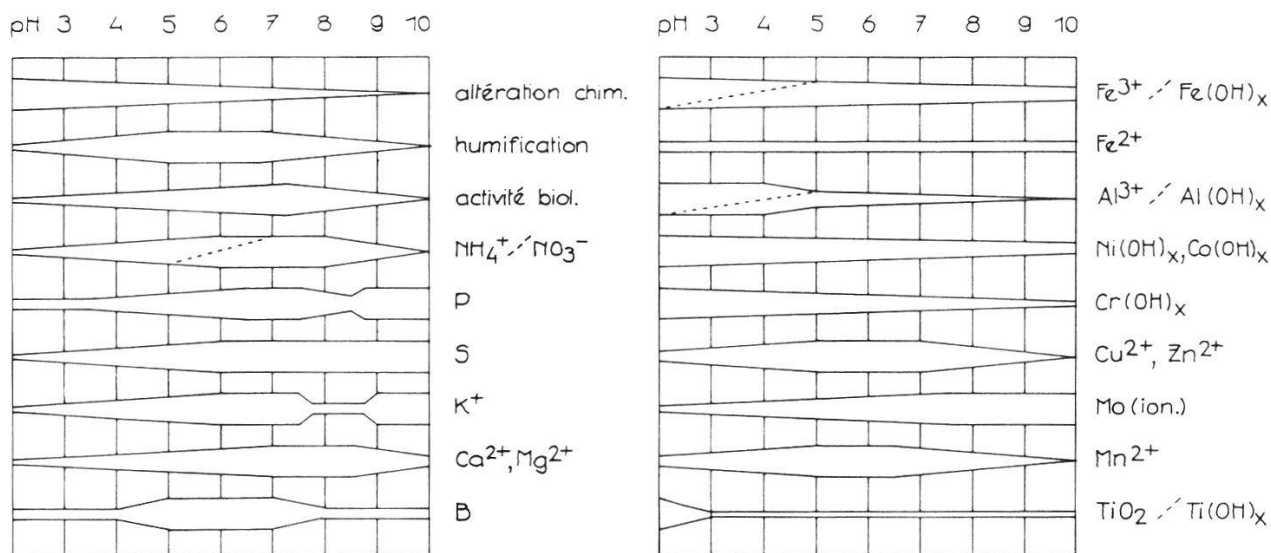 pH 3 4 5 6 7 8 9 10
altération chim.
humification
activité biol.
NH₄⁺ ⟋ NO₃⁻
P
S
K⁺
Ca²⁺, Mg²⁺
B
pH 3 4 5 6 7 8 9 10
Fe³⁺ ⟋ Fe(OH)ₓ
Fe²⁺
Al³⁺ ⟋ Al(OH)ₓ
Ni(OH)ₓ, Co(OH)ₓ
Cr(OH)ₓ
Cu²⁺, Zn²⁺
Mo (ion.)
Mn²⁺
TiO₂ ⟋ Ti(OH)ₓ